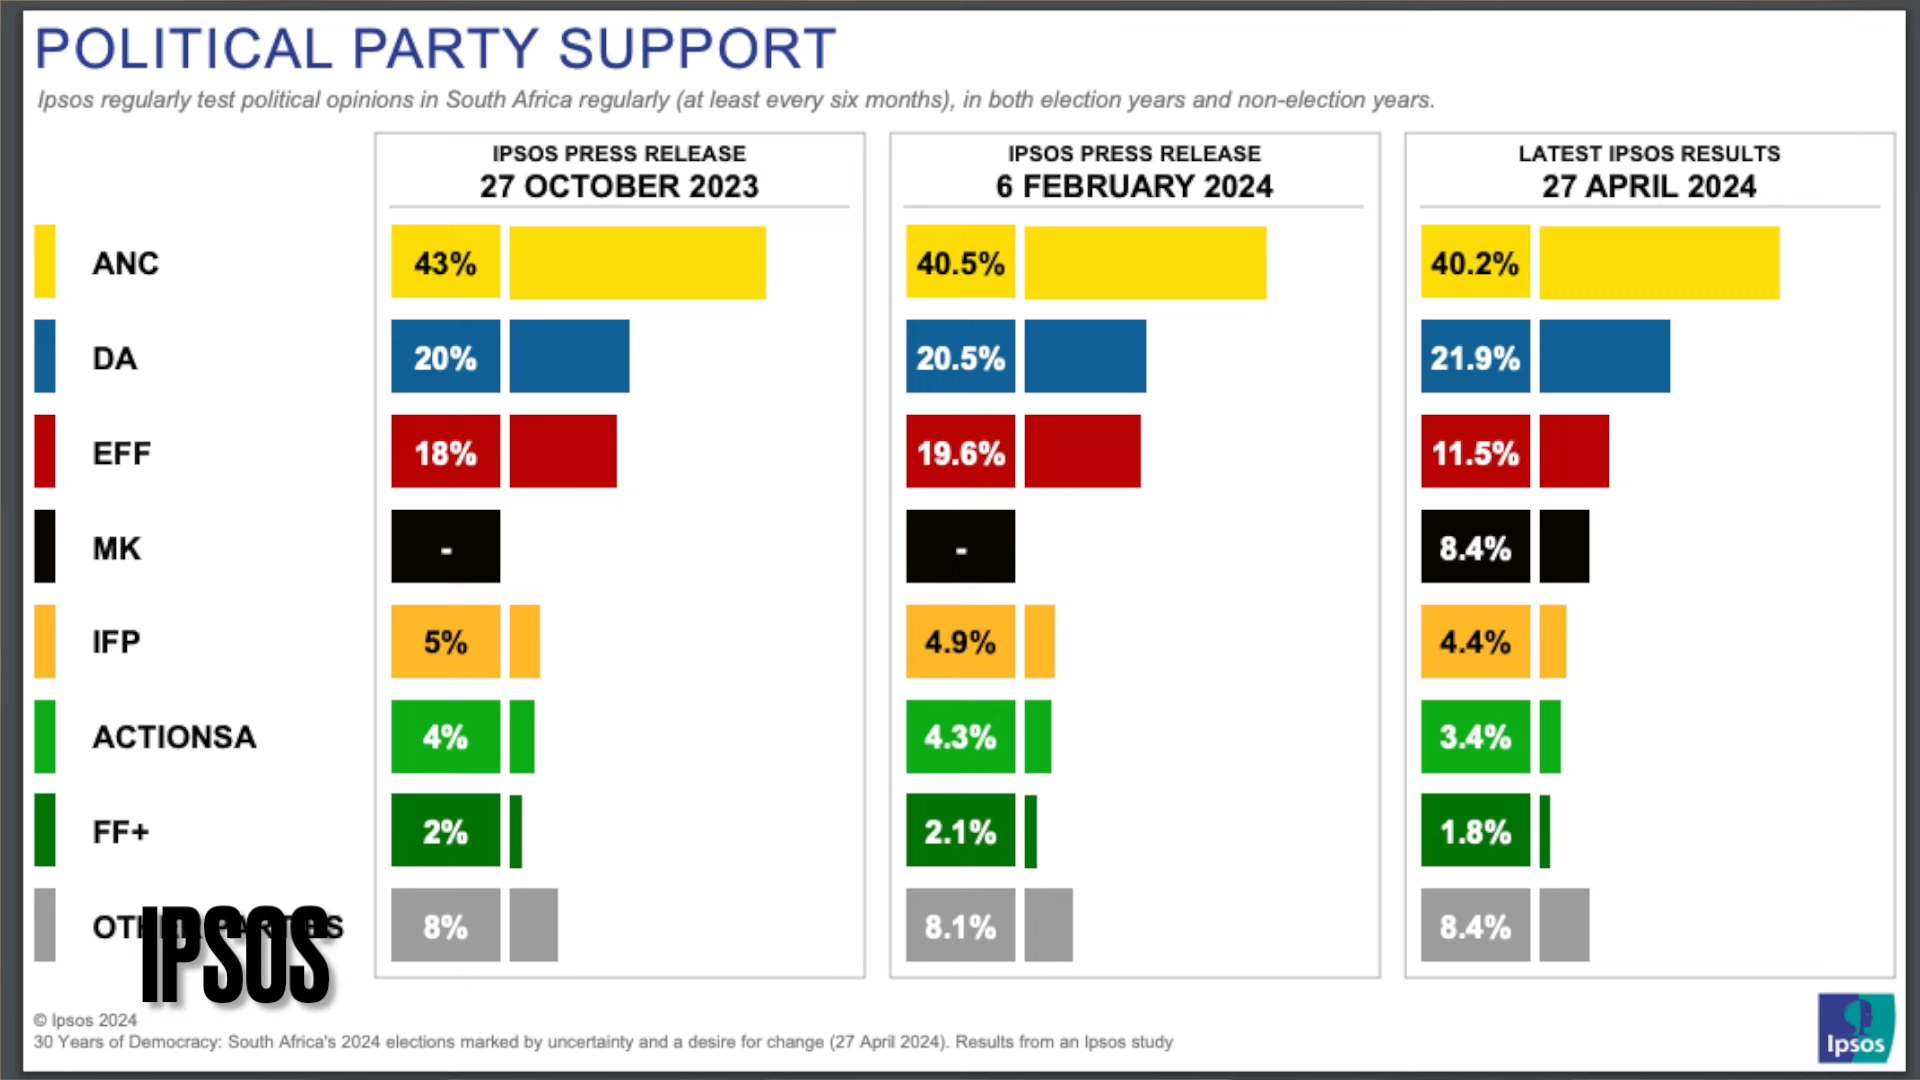 POLITICAL PARTY SUPPORT
Ipsos regularly test political opinions in South Africa regularly (at least every six months), in both election years and non-election years.
IPSOS PRESS RELEASE
27 OCTOBER 2023
IPSOS PRESS RELEASE
6 FEBRUARY 2024
LATEST IPSOS RESULTS
27 APRIL 2024
ANC 43% 40.5% 40.2%
DA 20% 20.5% 21.9%
EFF 18% 19.6% 11.5%
MK - - 8.4%
IFP 5% 4.9% 4.4%
ACTIONSA 4% 4.3% 3.4%
FF+ 2% 2.1% 1.8%
OTHER PARTIES 8% 8.1% 8.4%
IPSOS
© Ipsos 2024
30 Years of Democracy: South Africa's 2024 elections marked by uncertainty and a desire for change (27 April 2024). Results from an Ipsos study
Ipsos